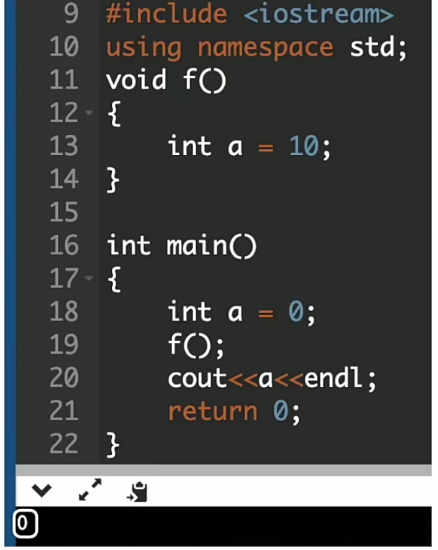 9 #include <iostream>
10 using namespace std;
11 void f()
12 {
13 int a = 10;
14 }
15
16 int main()
17 {
18 int a = 0;
19 f();
20 cout<<a<<endl;
21 return 0;
22 }
0